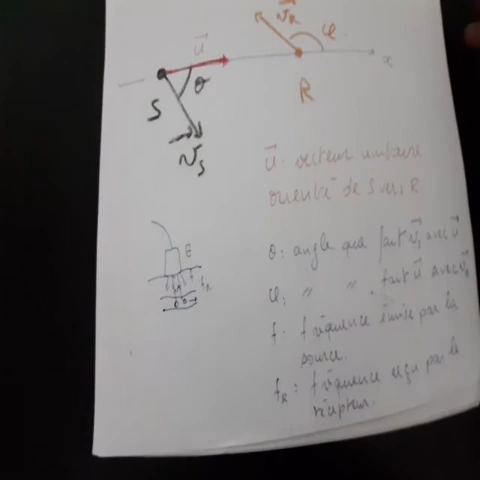 u
v_R
φ
x
θ
R
S
v_S
u: vecteur unitaire
orienté de S vers R
E
θ: angle que fait v_S avec u
φ: " " fait u avec v_R
f: fréquence émise par la
source.
f_R: fréquence reçu par le
récepteur.